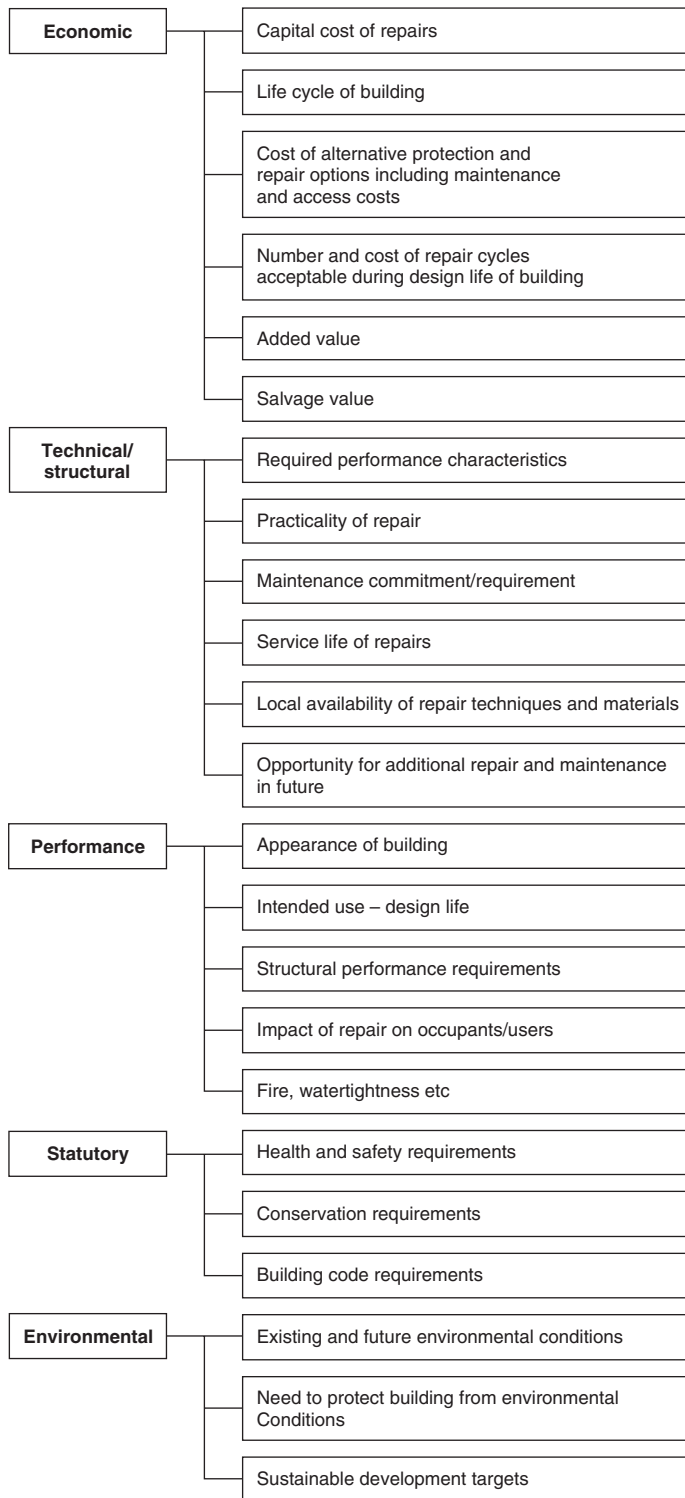 Economic
Capital cost of repairs
Life cycle of building
Cost of alternative protection and
repair options including maintenance
and access costs
Number and cost of repair cycles
acceptable during design life of building
Added value
Salvage value
Technical/
structural
Required performance characteristics
Practicality of repair
Maintenance commitment/requirement
Service life of repairs
Local availability of repair techniques and materials
Opportunity for additional repair and maintenance
in future
Performance
Appearance of building
Intended use – design life
Structural performance requirements
Impact of repair on occupants/users
Fire, watertightness etc
Statutory
Health and safety requirements
Conservation requirements
Building code requirements
Environmental
Existing and future environmental conditions
Need to protect building from environmental
Conditions
Sustainable development targets